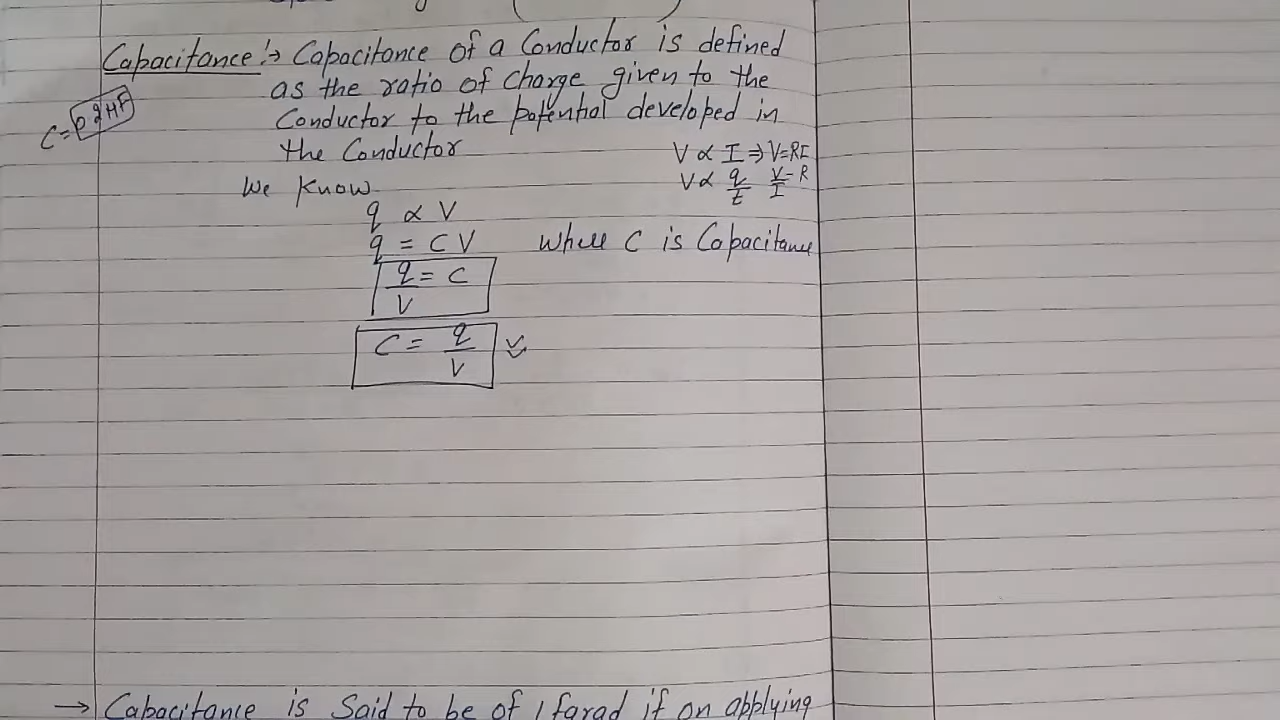 Capacitance :→ Capacitance of a Conductor is defined
as the ratio of charge given to the
Conductor to the potential developed in
the Conductor
C=
V ∝ I ⇒ V=RI
V ∝ q/t V/I = R
We Know
q ∝ V
q = CV Where C is Capacitance
q/V = C
C = q/V
→ Capacitance is Said to be of 1 farad if on applying